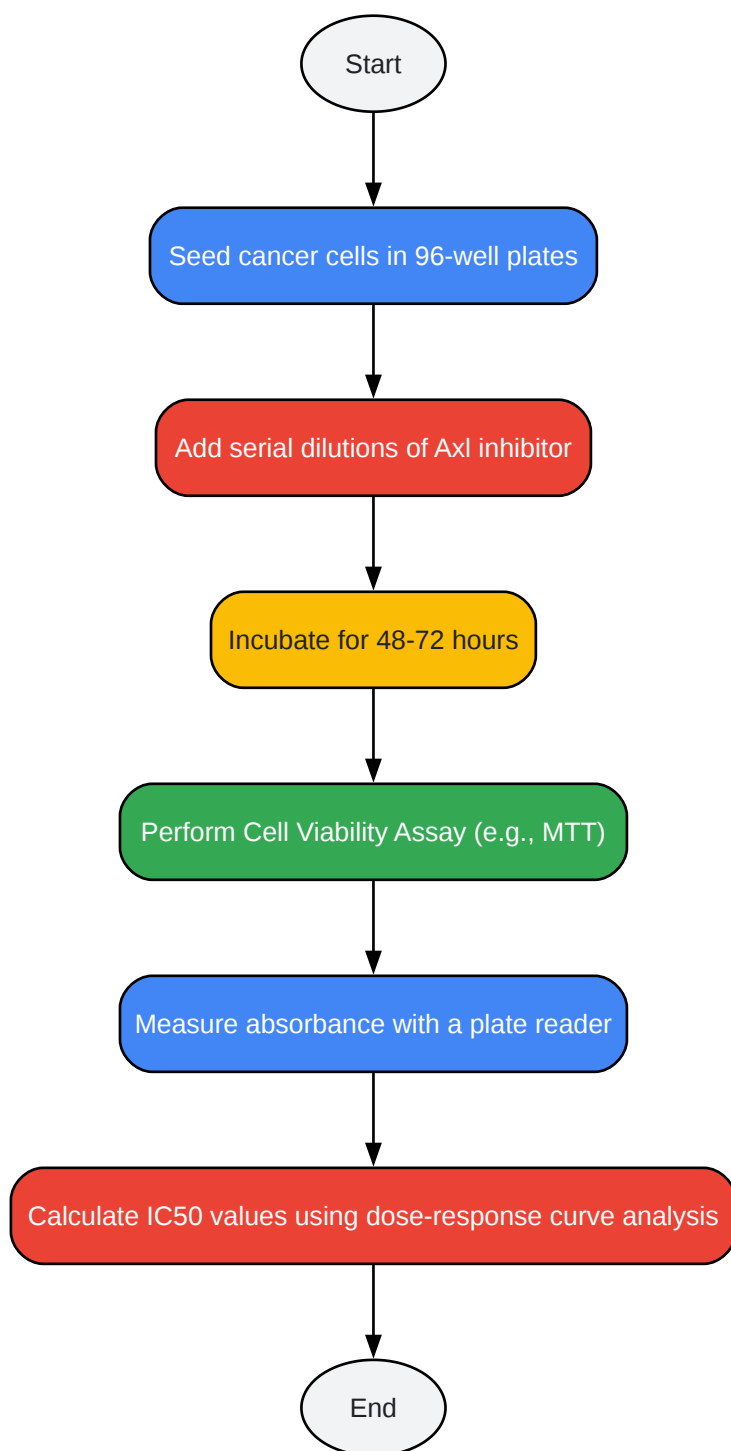 Start
Seed cancer cells in 96-well plates
Add serial dilutions of Axl inhibitor
Incubate for 48-72 hours
Perform Cell Viability Assay (e.g., MTT)
Measure absorbance with a plate reader
Calculate IC50 values using dose-response curve analysis
End